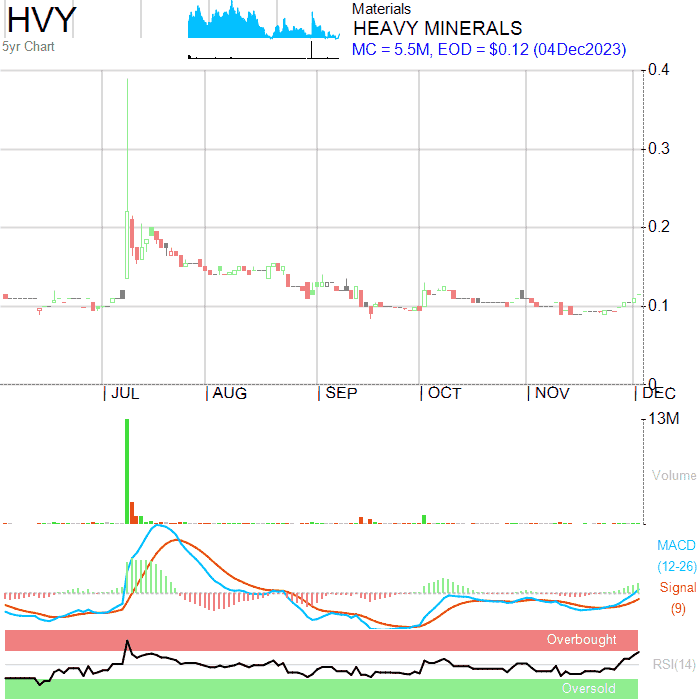 HVY
5yr Chart
Materials
HEAVY MINERALS
MC = 5.5M, EOD = $0.12 (04Dec2023)
0.4
0.3
0.2
0.1
0
JUL AUG SEP OCT NOV DEC
13M
Volume
MACD
(12-26)
Signal
(9)
Overbought
RSI(14)
Oversold